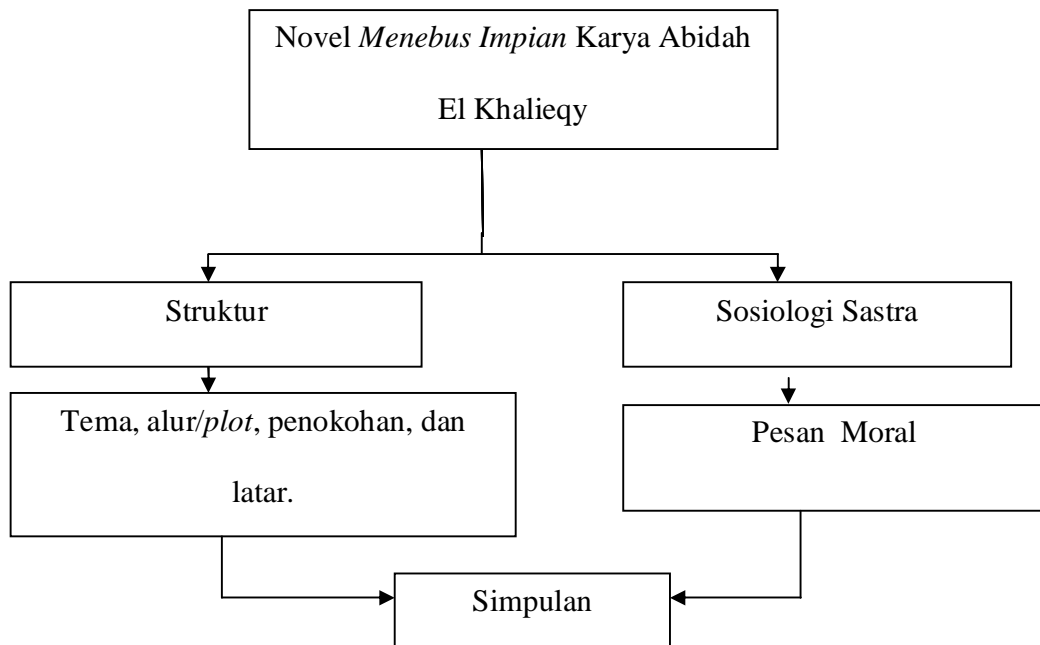 Novel Menebus Impian Karya Abidah
El Khalieqy
Struktur
Sosiologi Sastra
Tema, alur/plot, penokohan, dan
latar.
Pesan  Moral
Simpulan